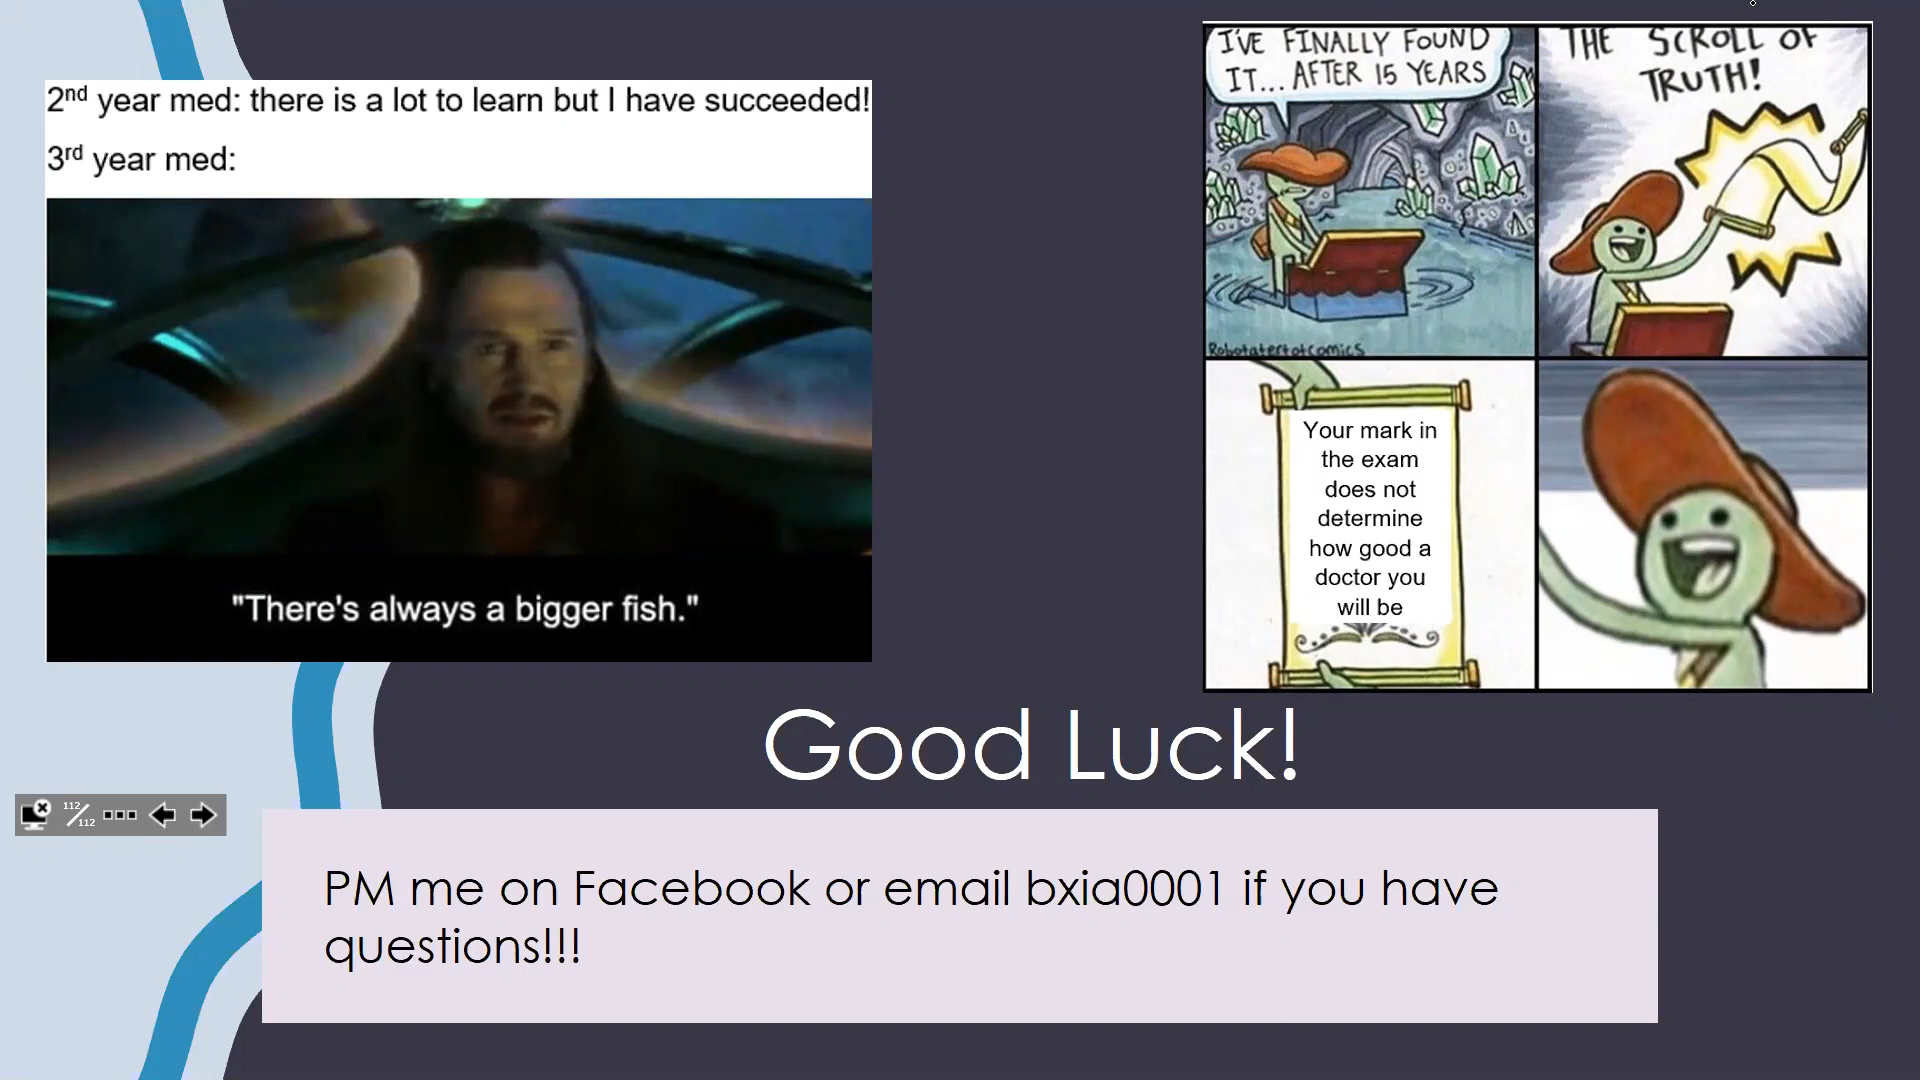 2nd year med: there is a lot to learn but I have succeeded!
3rd year med:
"There's always a bigger fish."
I'VE FINALLY FOUND
IT... AFTER 15 YEARS
Robotatertotcomics
THE SCROLL OF
TRUTH!
Your mark in
the exam
does not
determine
how good a
doctor you
will be
Good Luck!
112/112
PM me on Facebook or email bxia0001 if you have
questions!!!